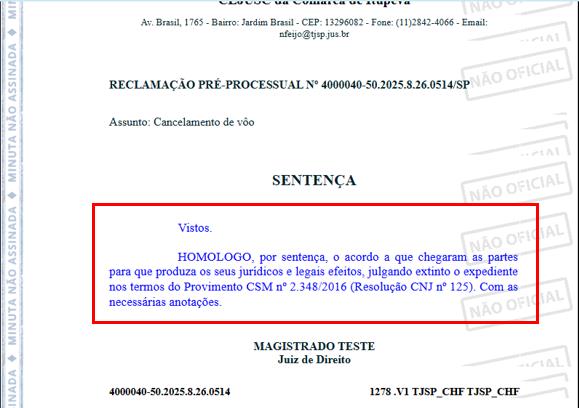 CEJUSC da Comarca de Itupeva
Av. Brasil, 1765 - Bairro: Jardim Brasil - CEP: 13296082 - Fone: (11)2842-4066 - Email:
nfeijo@tjsp.jus.br
RECLAMAÇÃO PRÉ-PROCESSUAL Nº 4000040-50.2025.8.26.0514/SP
Assunto: Cancelamento de vôo
SENTENÇA
Vistos.
HOMOLOGO, por sentença, o acordo a que chegaram as partes
para que produza os seus jurídicos e legais efeitos, julgando extinto o expediente
nos termos do Provimento CSM nº 2.348/2016 (Resolução CNJ nº 125). Com as
necessárias anotações.
MAGISTRADO TESTE
Juiz de Direito
4000040-50.2025.8.26.0514 1278 .V1 TJSP_CHF TJSP_CHF
MINUTA NÃO ASSINADA
MINUTA NÃO ASSINADA
NÃO OFICIAL
NÃO OFICIAL
NÃO OFICIAL
NÃO OFICIAL